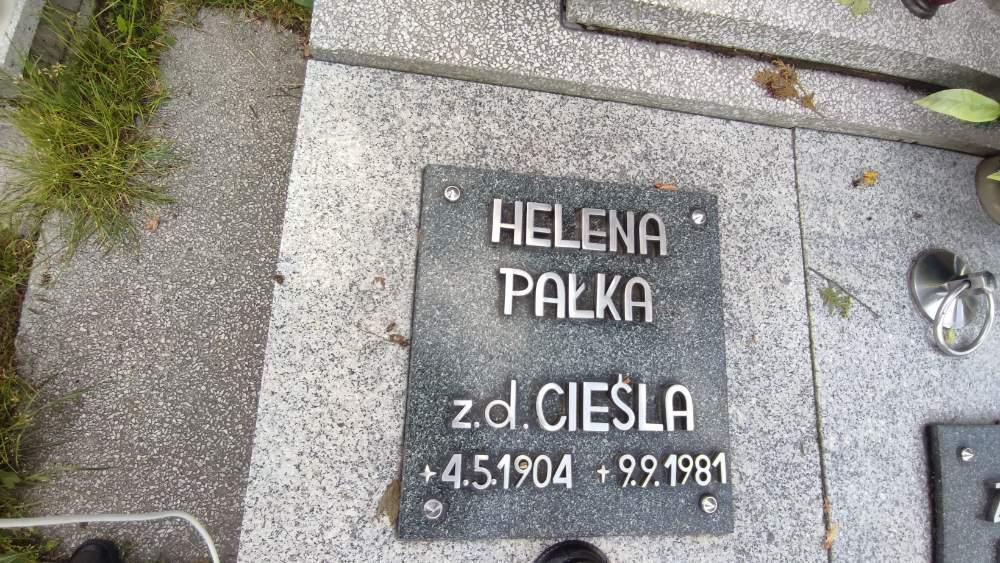 HELENA
PAŁKA
z.d. CIEŚLA
+ 4.5.1904 + 9.9.1981